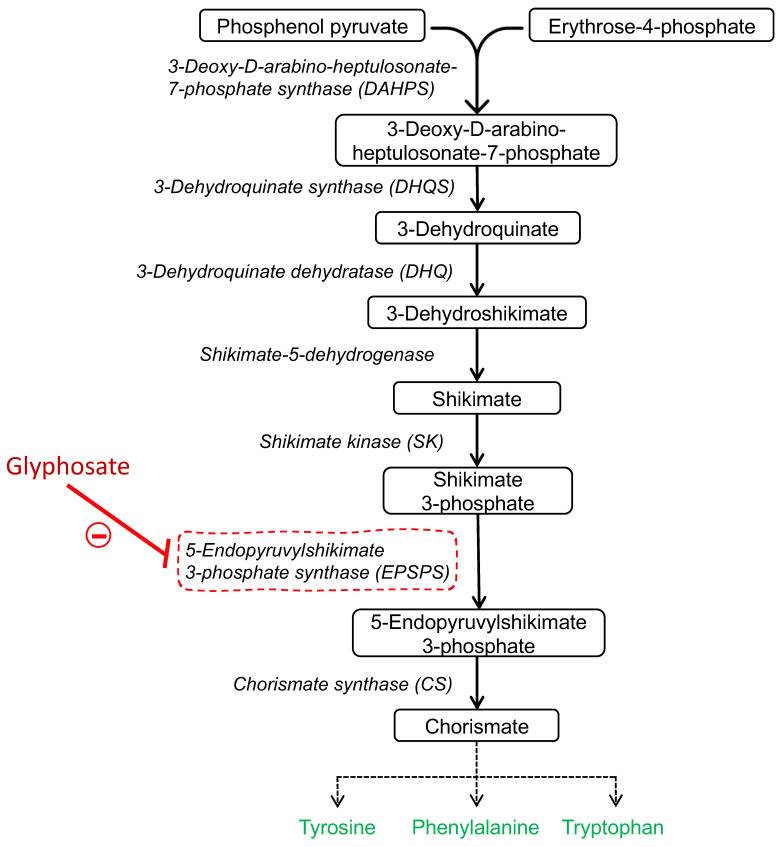 Phosphenol pyruvate
Erythrose-4-phosphate
3-Deoxy-D-arabino-heptulosonate-
7-phosphate synthase (DAHPS)
3-Deoxy-D-arabino-
heptulosonate-7-phosphate
3-Dehydroquinate synthase (DHQS)
3-Dehydroquinate
3-Dehydroquinate dehydratase (DHQ)
3-Dehydroshikimate
Shikimate-5-dehydrogenase
Shikimate
Shikimate kinase (SK)
Glyphosate
Shikimate
3-phosphate
5-Endopyruvylshikimate
3-phosphate synthase (EPSPS)
5-Endopyruvylshikimate
3-phosphate
Chorismate synthase (CS)
Chorismate
Tyrosine
Phenylalanine
Tryptophan